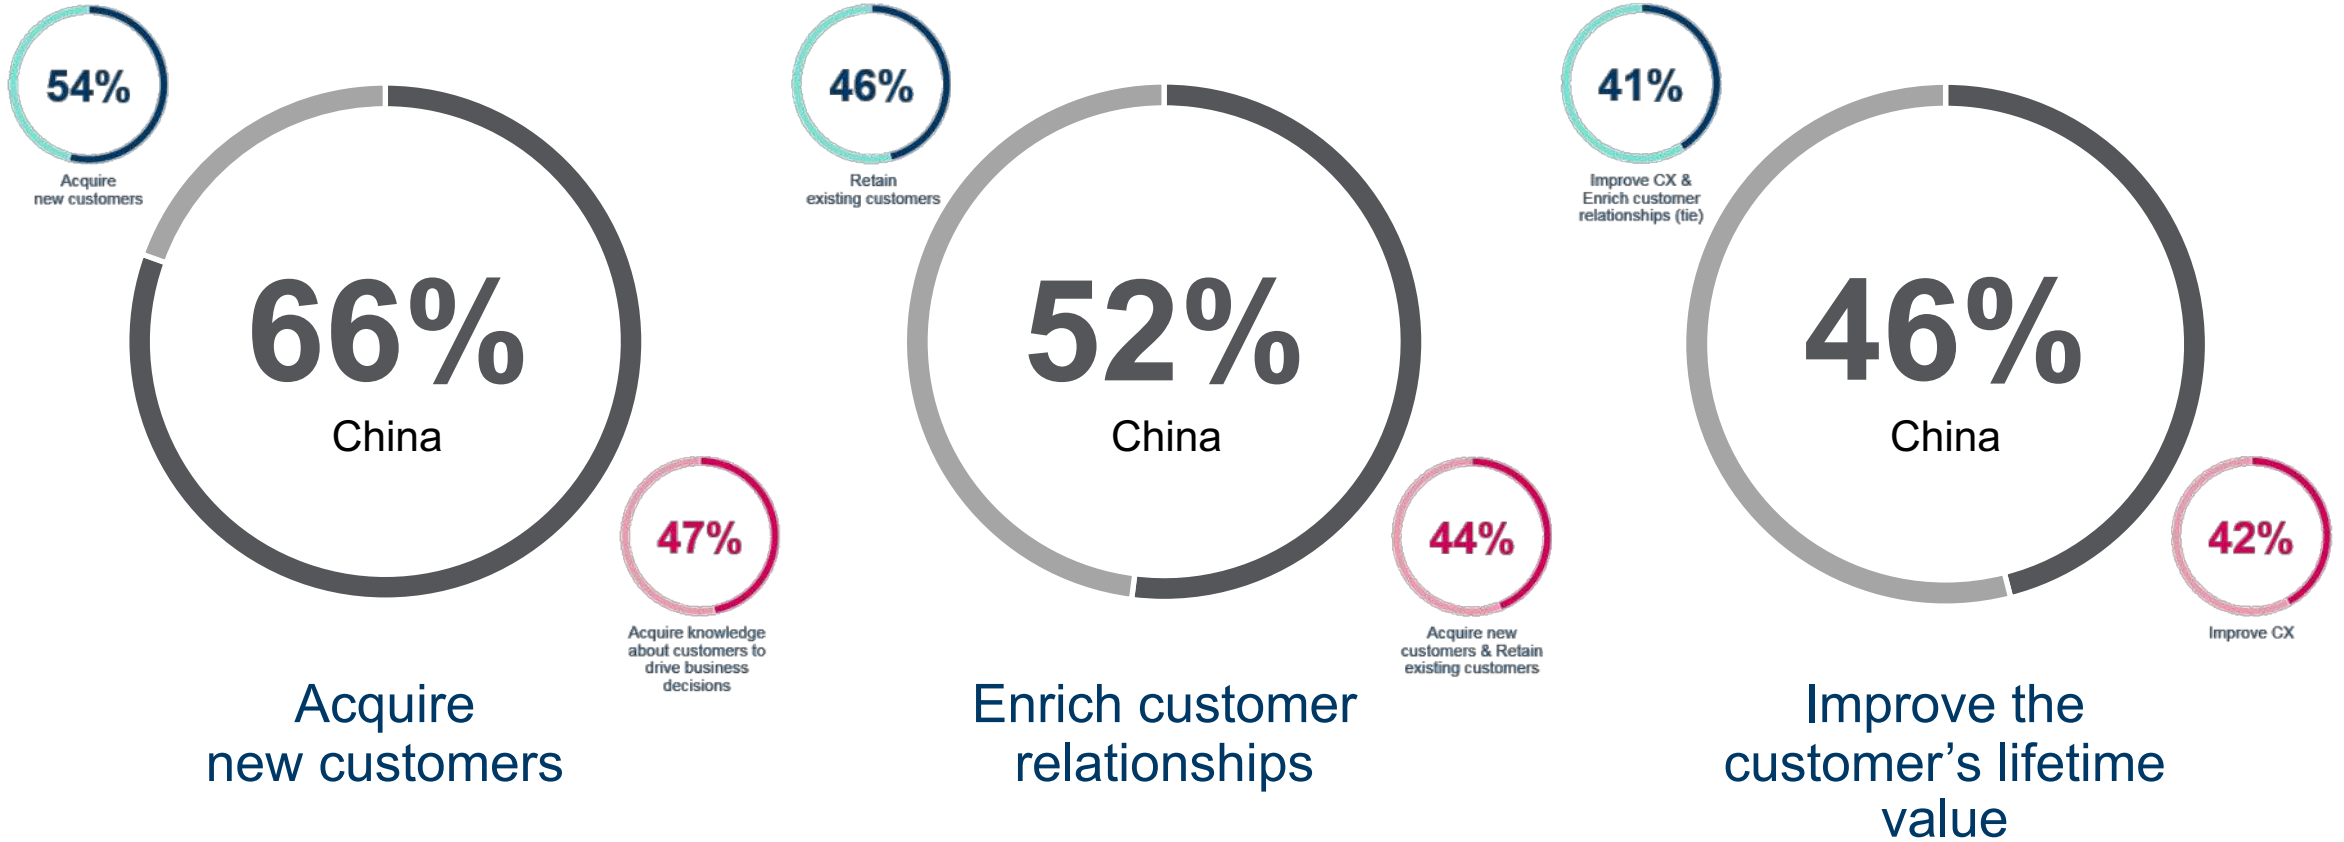 54%
Acquire
new customers
66%
China
47%
Acquire knowledge
about customers to
drive business
decisions
Acquire
new customers
46%
Retain
existing customers
52%
China
44%
Acquire new
customers & Retain
existing customers
Enrich customer
relationships
41%
Improve CX &
Enrich customer
relationships (tie)
46%
China
42%
Improve CX
Improve the
customer’s lifetime
value